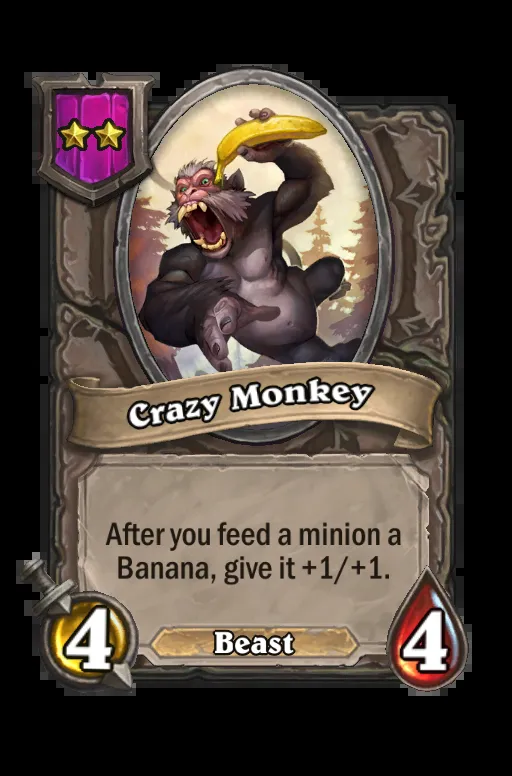 Crazy Monkey
After you feed a minion a
Banana, give it +1/+1.
4
Beast
4